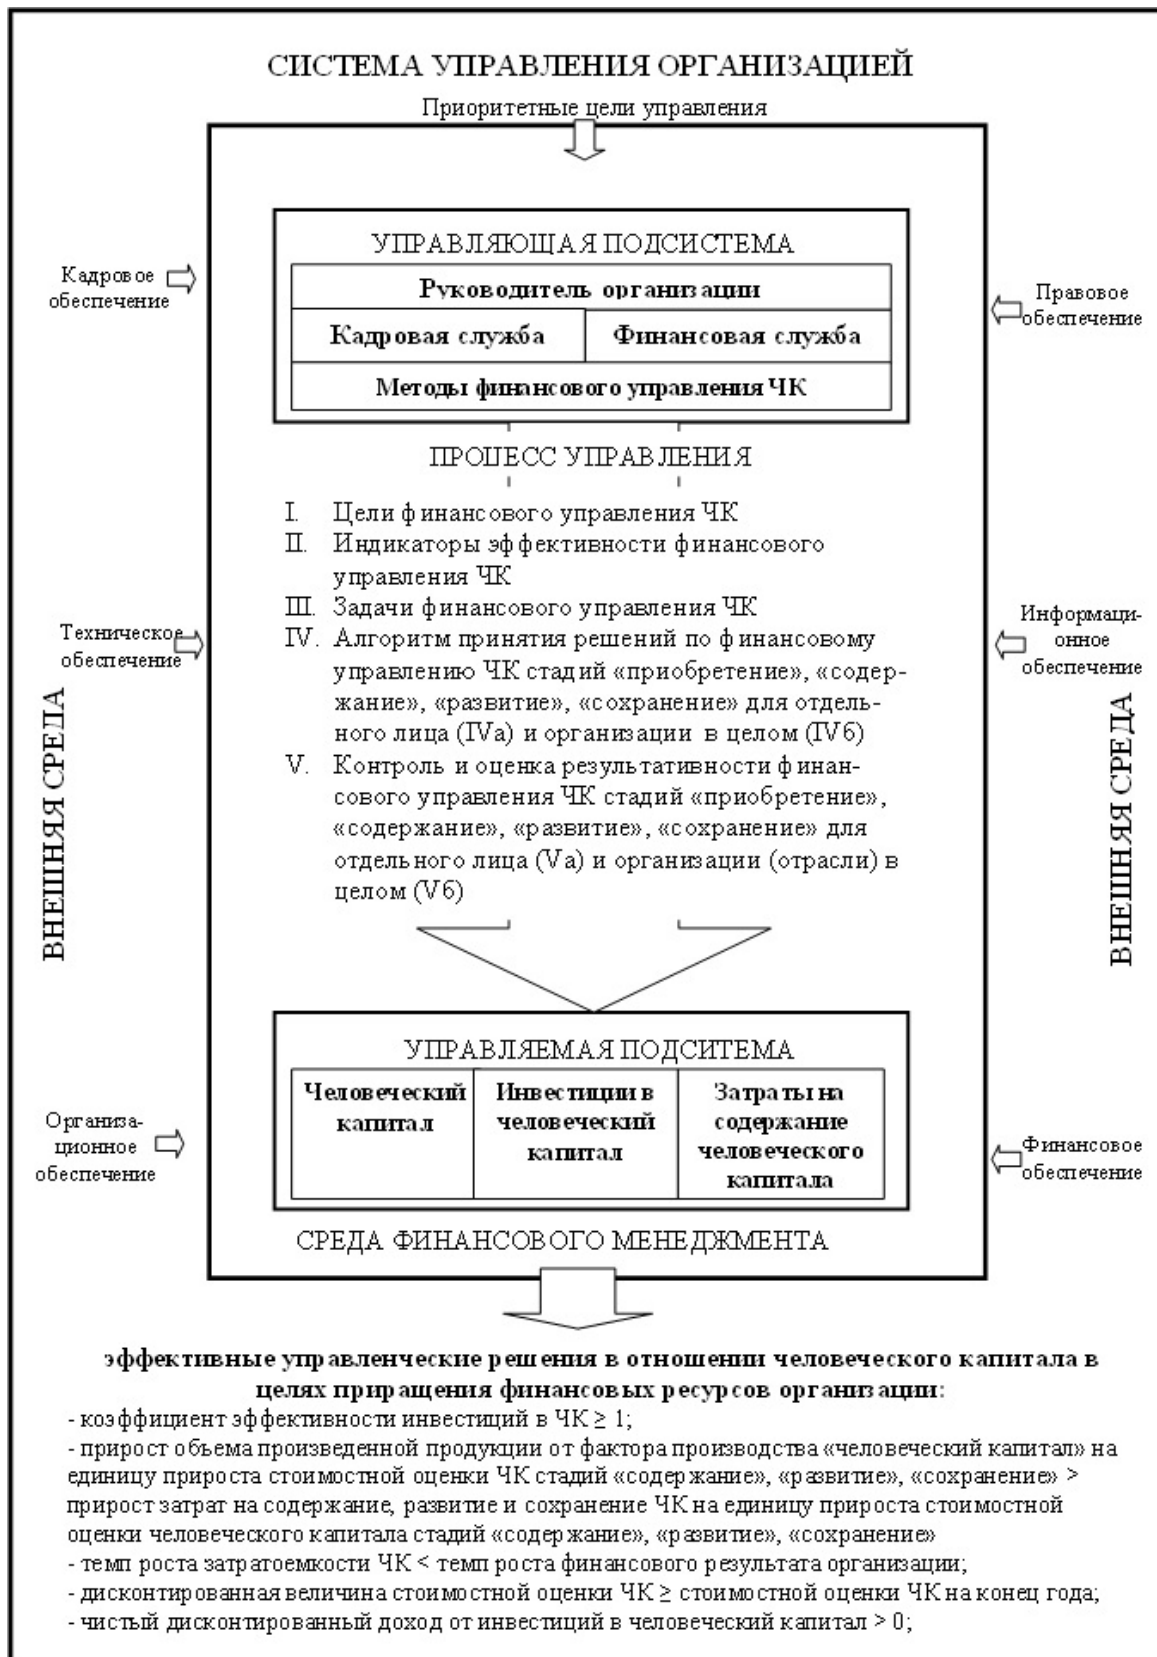 СИСТЕМА УПРАВЛЕНИЯ ОРГАНИЗАЦИЕЙ
Приоритетные цели управления
УПРАВЛЯЮЩАЯ ПОДСИСТЕМА
Руководитель организации
Кадровая служба
Финансовая служба
Методы финансового управления ЧК
Кадровое
обеспечение
Правовое
обеспечение
ПРОЦЕСС УПРАВЛЕНИЯ
I. Цели финансового управления ЧК
II. Индикаторы эффективности финансового
управления ЧК
III. Задачи финансового управления ЧК
IV. Алгоритм принятия решений по финансовому
управлению ЧК стадий «приобретение», «содер-
жание», «развитие», «сохранение» для отдель-
ного лица (IVа) и организации в целом (IVб)
V. Контроль и оценка результативности финан-
сового управления ЧК стадий «приобретение»,
«содержание», «развитие», «сохранение» для
отдельного лица (Vа) и организации (отрасли) в
целом (Vб)
Техническое
обеспечение
Информаци-
онное
обеспечение
ВНЕШНЯЯ СРЕДА
ВНЕШНЯЯ СРЕДА
УПРАВЛЯЕМАЯ ПОДСИТЕМА
Человеческий
капитал
Инвестиции в
человеческий
капитал
Затраты на
содержание
человеческого
капитала
Организа-
ционное
обеспечение
Финансовое
обеспечение
СРЕДА ФИНАНСОВОГО МЕНЕДЖМЕНТА
эффективные управленческие решения в отношении человеческого капитала в
целях приращения финансовых ресурсов организации:
- коэффициент эффективности инвестиций в ЧК ≥ 1;
- прирост объема произведенной продукции от фактора производства «человеческий капитал» на
единицу прироста стоимостной оценки ЧК стадий «содержание», «развитие», «сохранение» >
прирост затрат на содержание, развитие и сохранение ЧК на единицу прироста стоимостной
оценки человеческого капитала стадий «содержание», «развитие», «сохранение»
- темп роста затратоемкости ЧК < темп роста финансового результата организации;
- дисконтированная величина стоимостной оценки ЧК ≥ стоимостной оценки ЧК на конец года;
- чистый дисконтированный доход от инвестиций в человеческий капитал > 0;